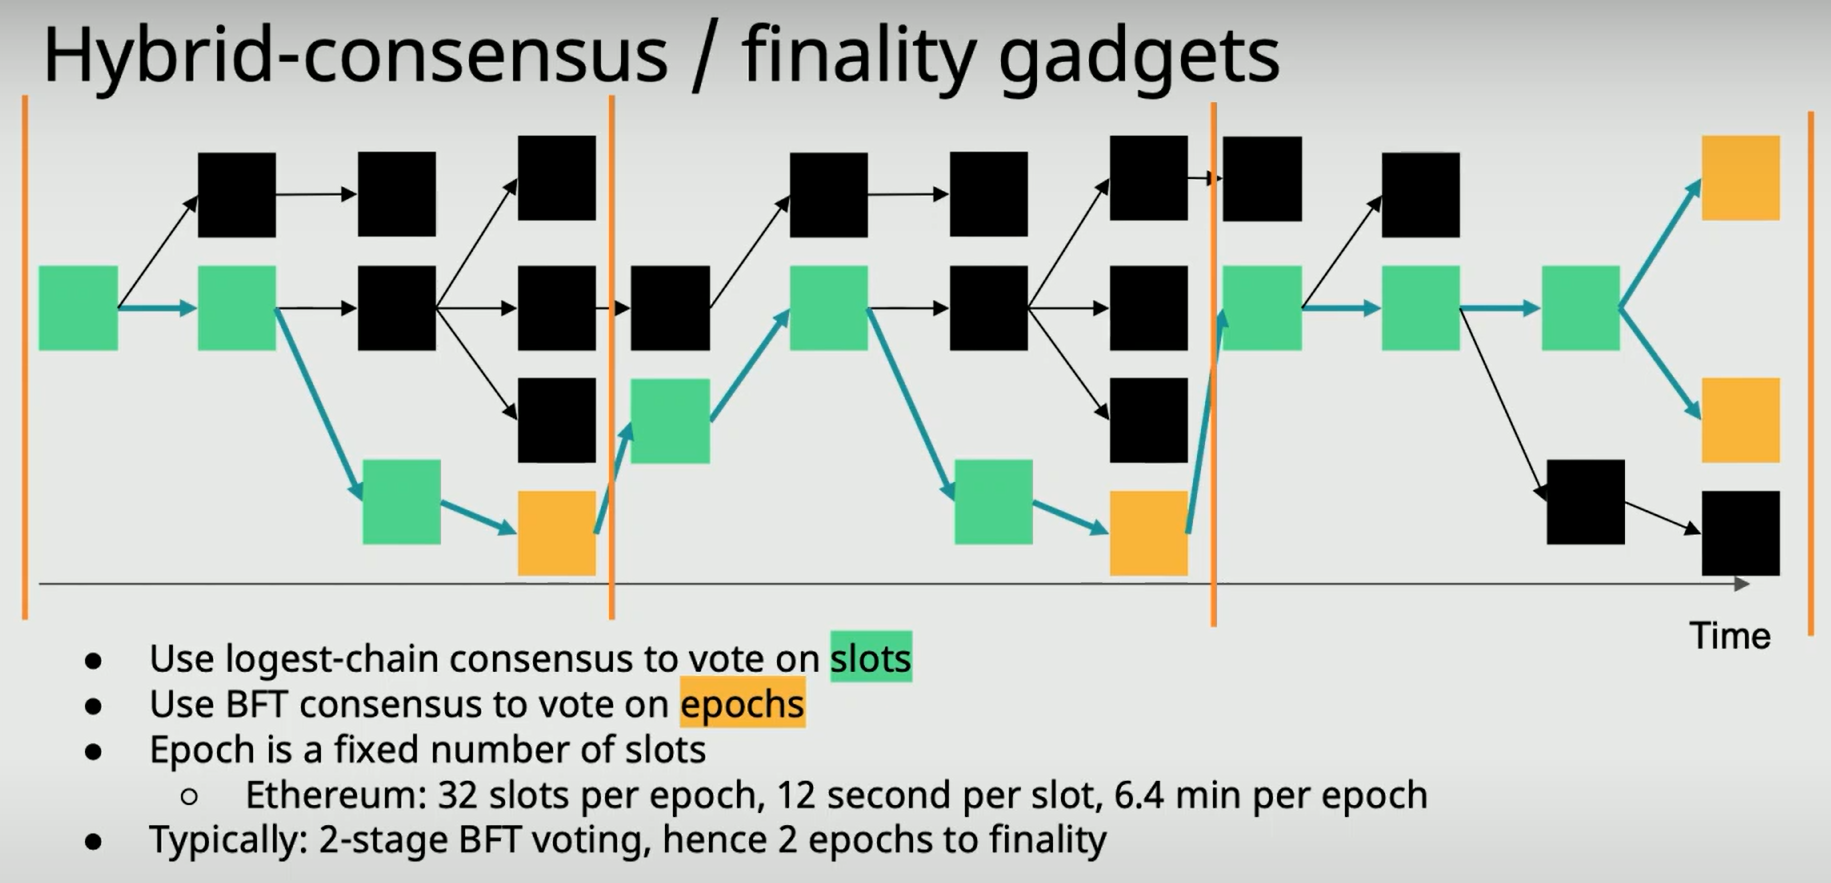 Hybrid-consensus / finality gadgets
Time
● Use logest-chain consensus to vote on slots
● Use BFT consensus to vote on epochs
● Epoch is a fixed number of slots
○ Ethereum: 32 slots per epoch, 12 second per slot, 6.4 min per epoch
● Typically: 2-stage BFT voting, hence 2 epochs to finality